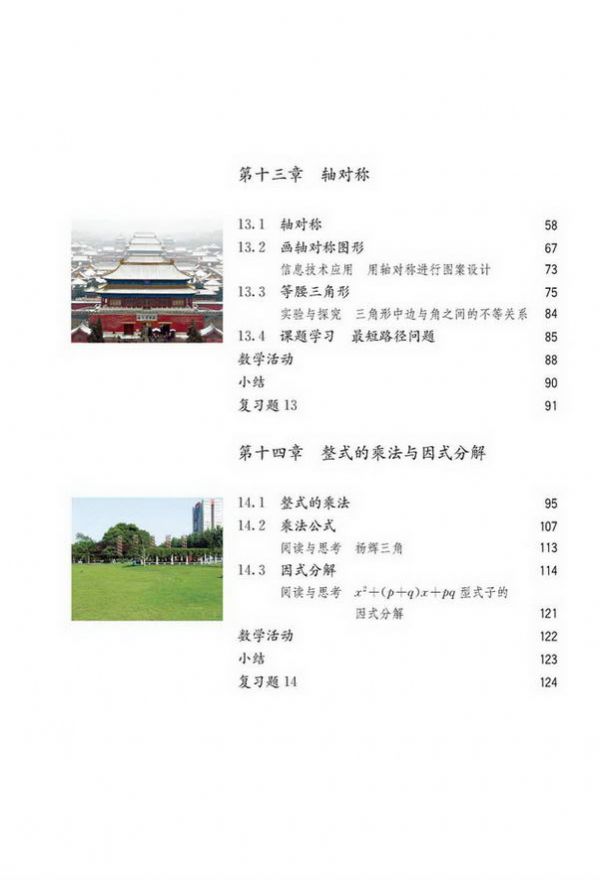 第十三章 轴对称
13.1 轴对称 58
13.2 画轴对称图形 67
信息技术应用 用轴对称进行图案设计 73
13.3 等腰三角形 75
实验与探究 三角形中边与角之间的不等关系 84
13.4 课题学习 最短路径问题 85
数学活动 88
小结 90
复习题 13 91
第十四章 整式的乘法与因式分解
14.1 整式的乘法 95
14.2 乘法公式 107
阅读与思考 杨辉三角 113
14.3 因式分解 114
阅读与思考 x²+(p+q)x+pq 型式子的
因式分解 121
数学活动 122
小结 123
复习题 14 124